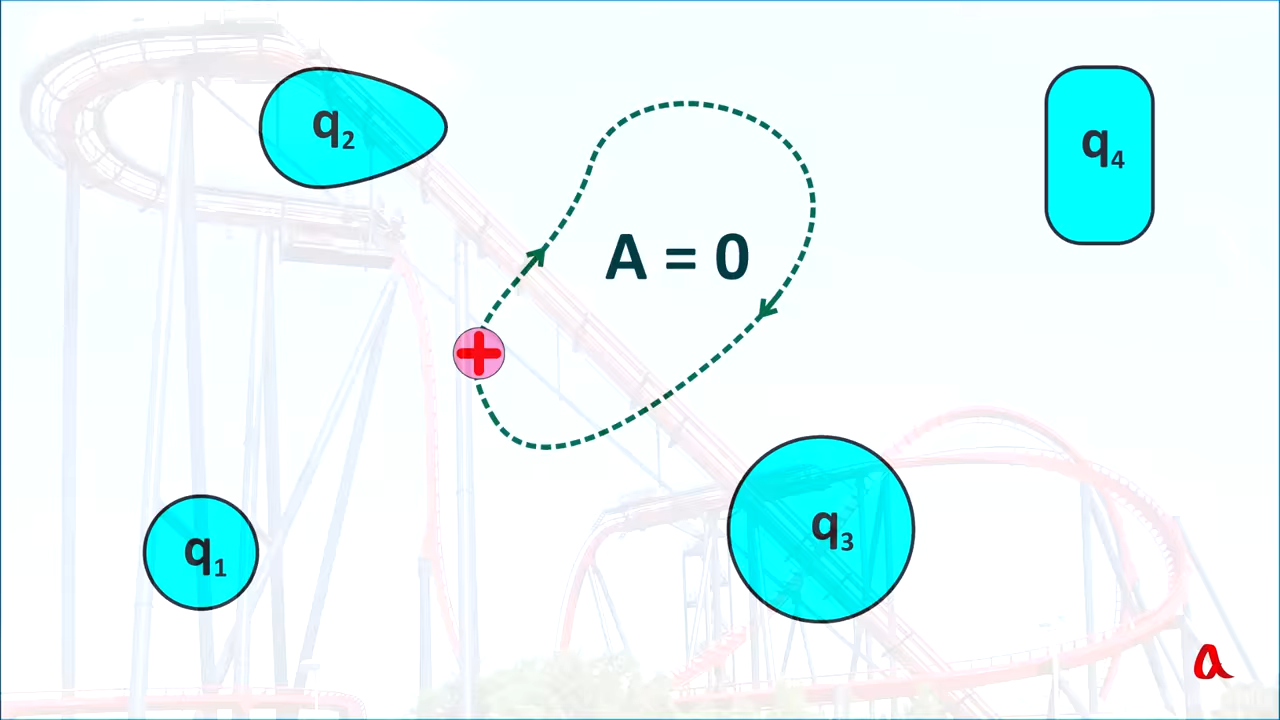 q₂
q₄
A = 0
+
q₁
q₃
a